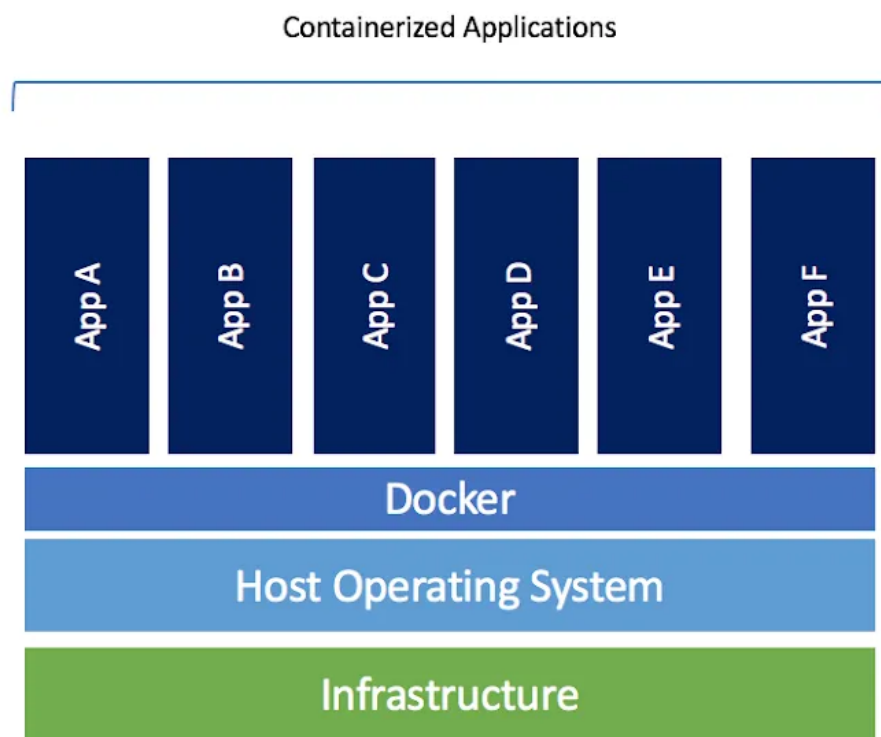 Containerized Applications
App A
App B
App C
App D
App E
App F
Docker
Host Operating System
Infrastructure